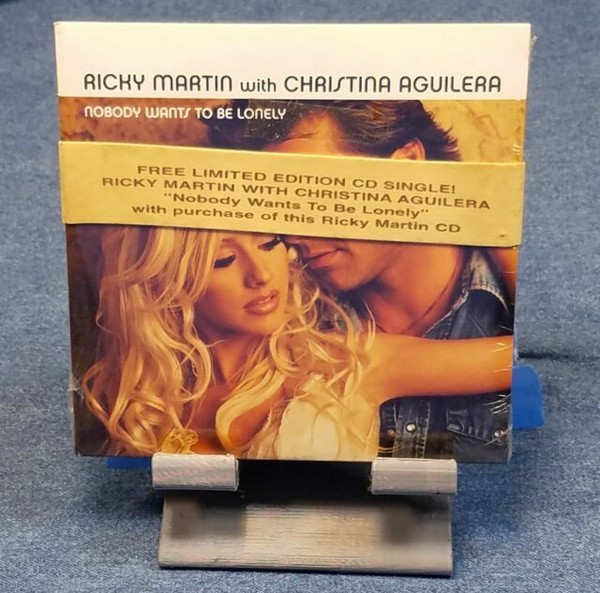 RICKY MARTIN with CHRISTINA AGUILERA
NOBODY WANTS TO BE LONELY
FREE LIMITED EDITION CD SINGLE!
RICKY MARTIN WITH CHRISTINA AGUILERA
"Nobody Wants To Be Lonely"
with purchase of this Ricky Martin CD